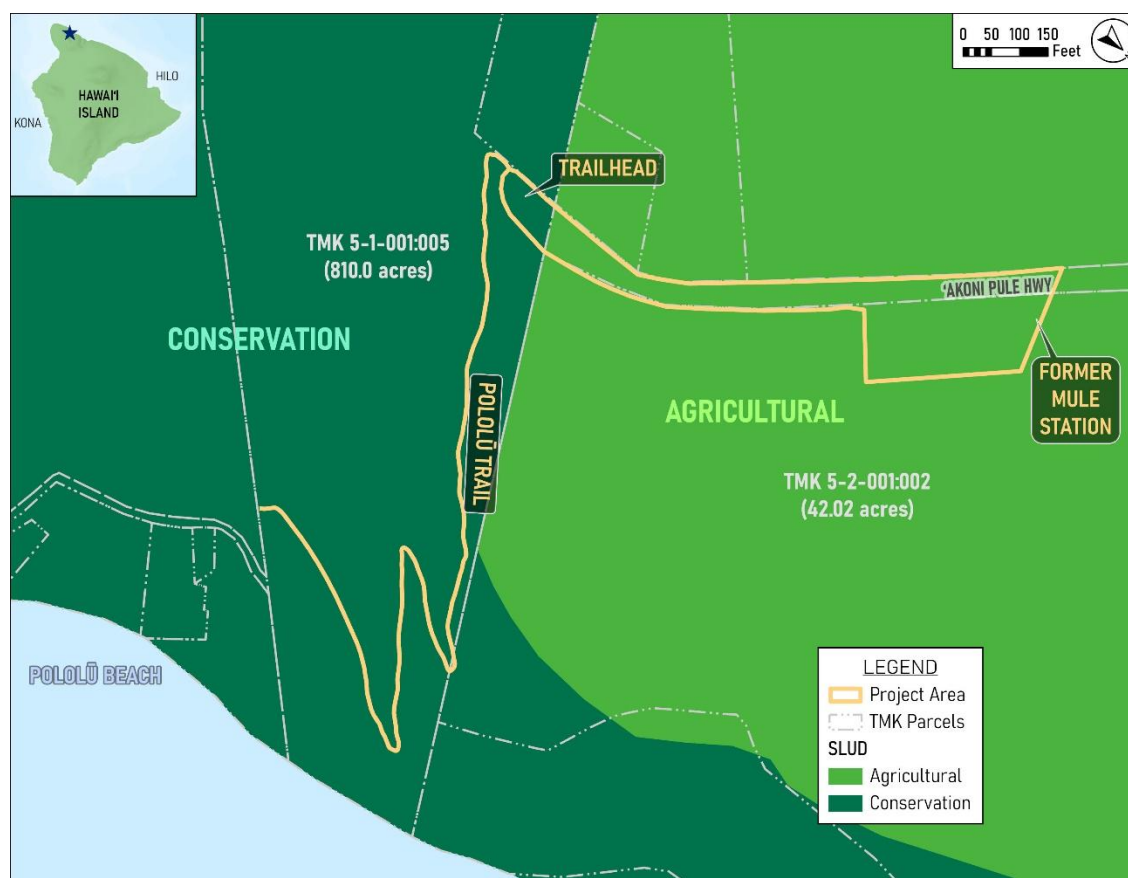 HAWAIʻI
ISLAND
HILO
KONA
0 50 100 150
Feet
TRAILHEAD
TMK 5-1-001:005
(810.0 acres)
ʻAKONI PULE HWY
CONSERVATION
FORMER
MULE
STATION
POLOLŪ TRAIL
AGRICULTURAL
TMK 5-2-001:002
(42.02 acres)
POLOLŪ BEACH
LEGEND
Project Area
TMK Parcels
SLUD
Agricultural
Conservation